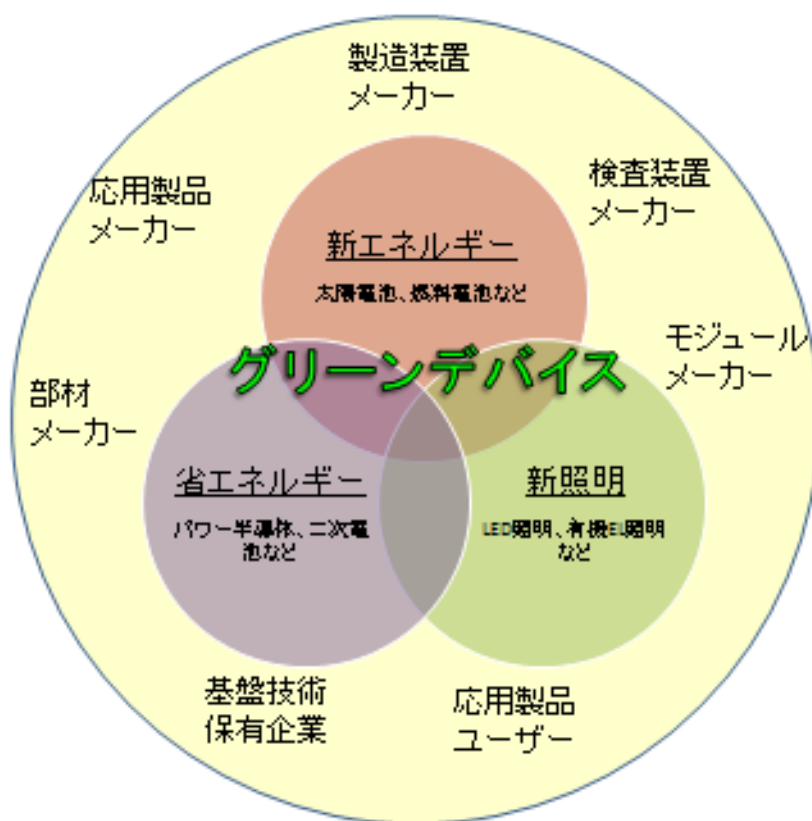 製造装置
メーカー
検査装置
メーカー
応用製品
メーカー
新エネルギー
太陽電池、燃料電池など
モジュール
メーカー
グリーンデバイス
部材
メーカー
省エネルギー
パワー半導体、二次電
池など
新照明
LED照明、有機EL照明
など
基盤技術
保有企業
応用製品
ユーザー